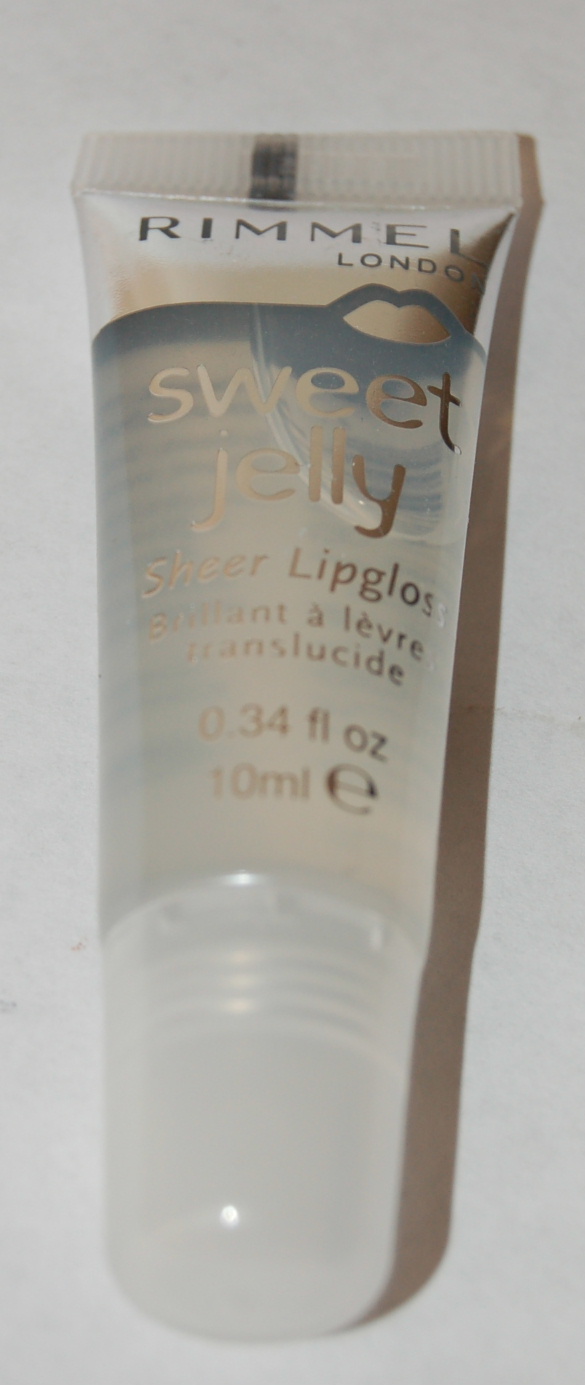 RIMMEL
LONDON
sweet
jelly
Sheer Lipgloss
Brillant à lèvres
translucide
0.34 fl oz
10ml e